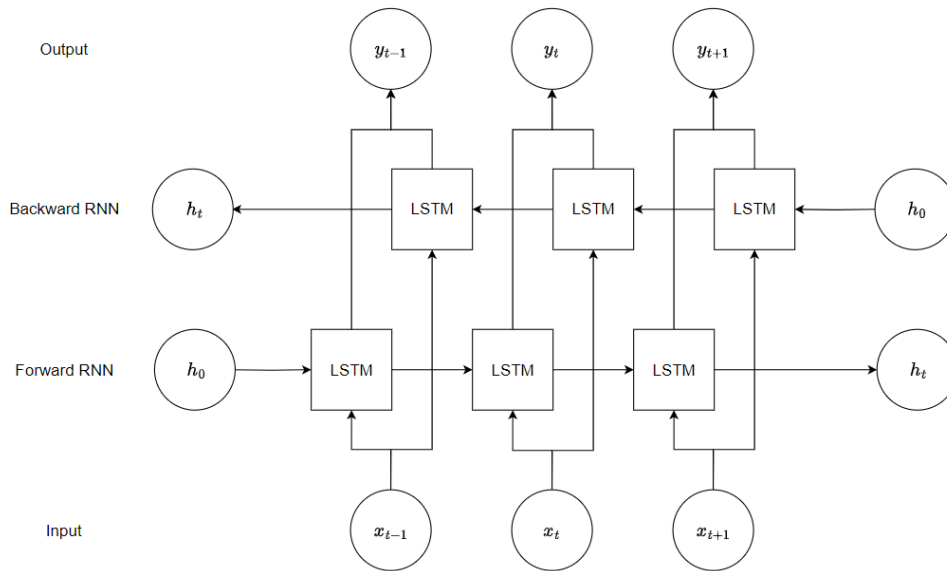 Output y_{t-1} y_t y_{t+1}
Backward RNN h_t LSTM LSTM LSTM h_0
Forward RNN h_0 LSTM LSTM LSTM h_t
Input x_{t-1} x_t x_{t+1}